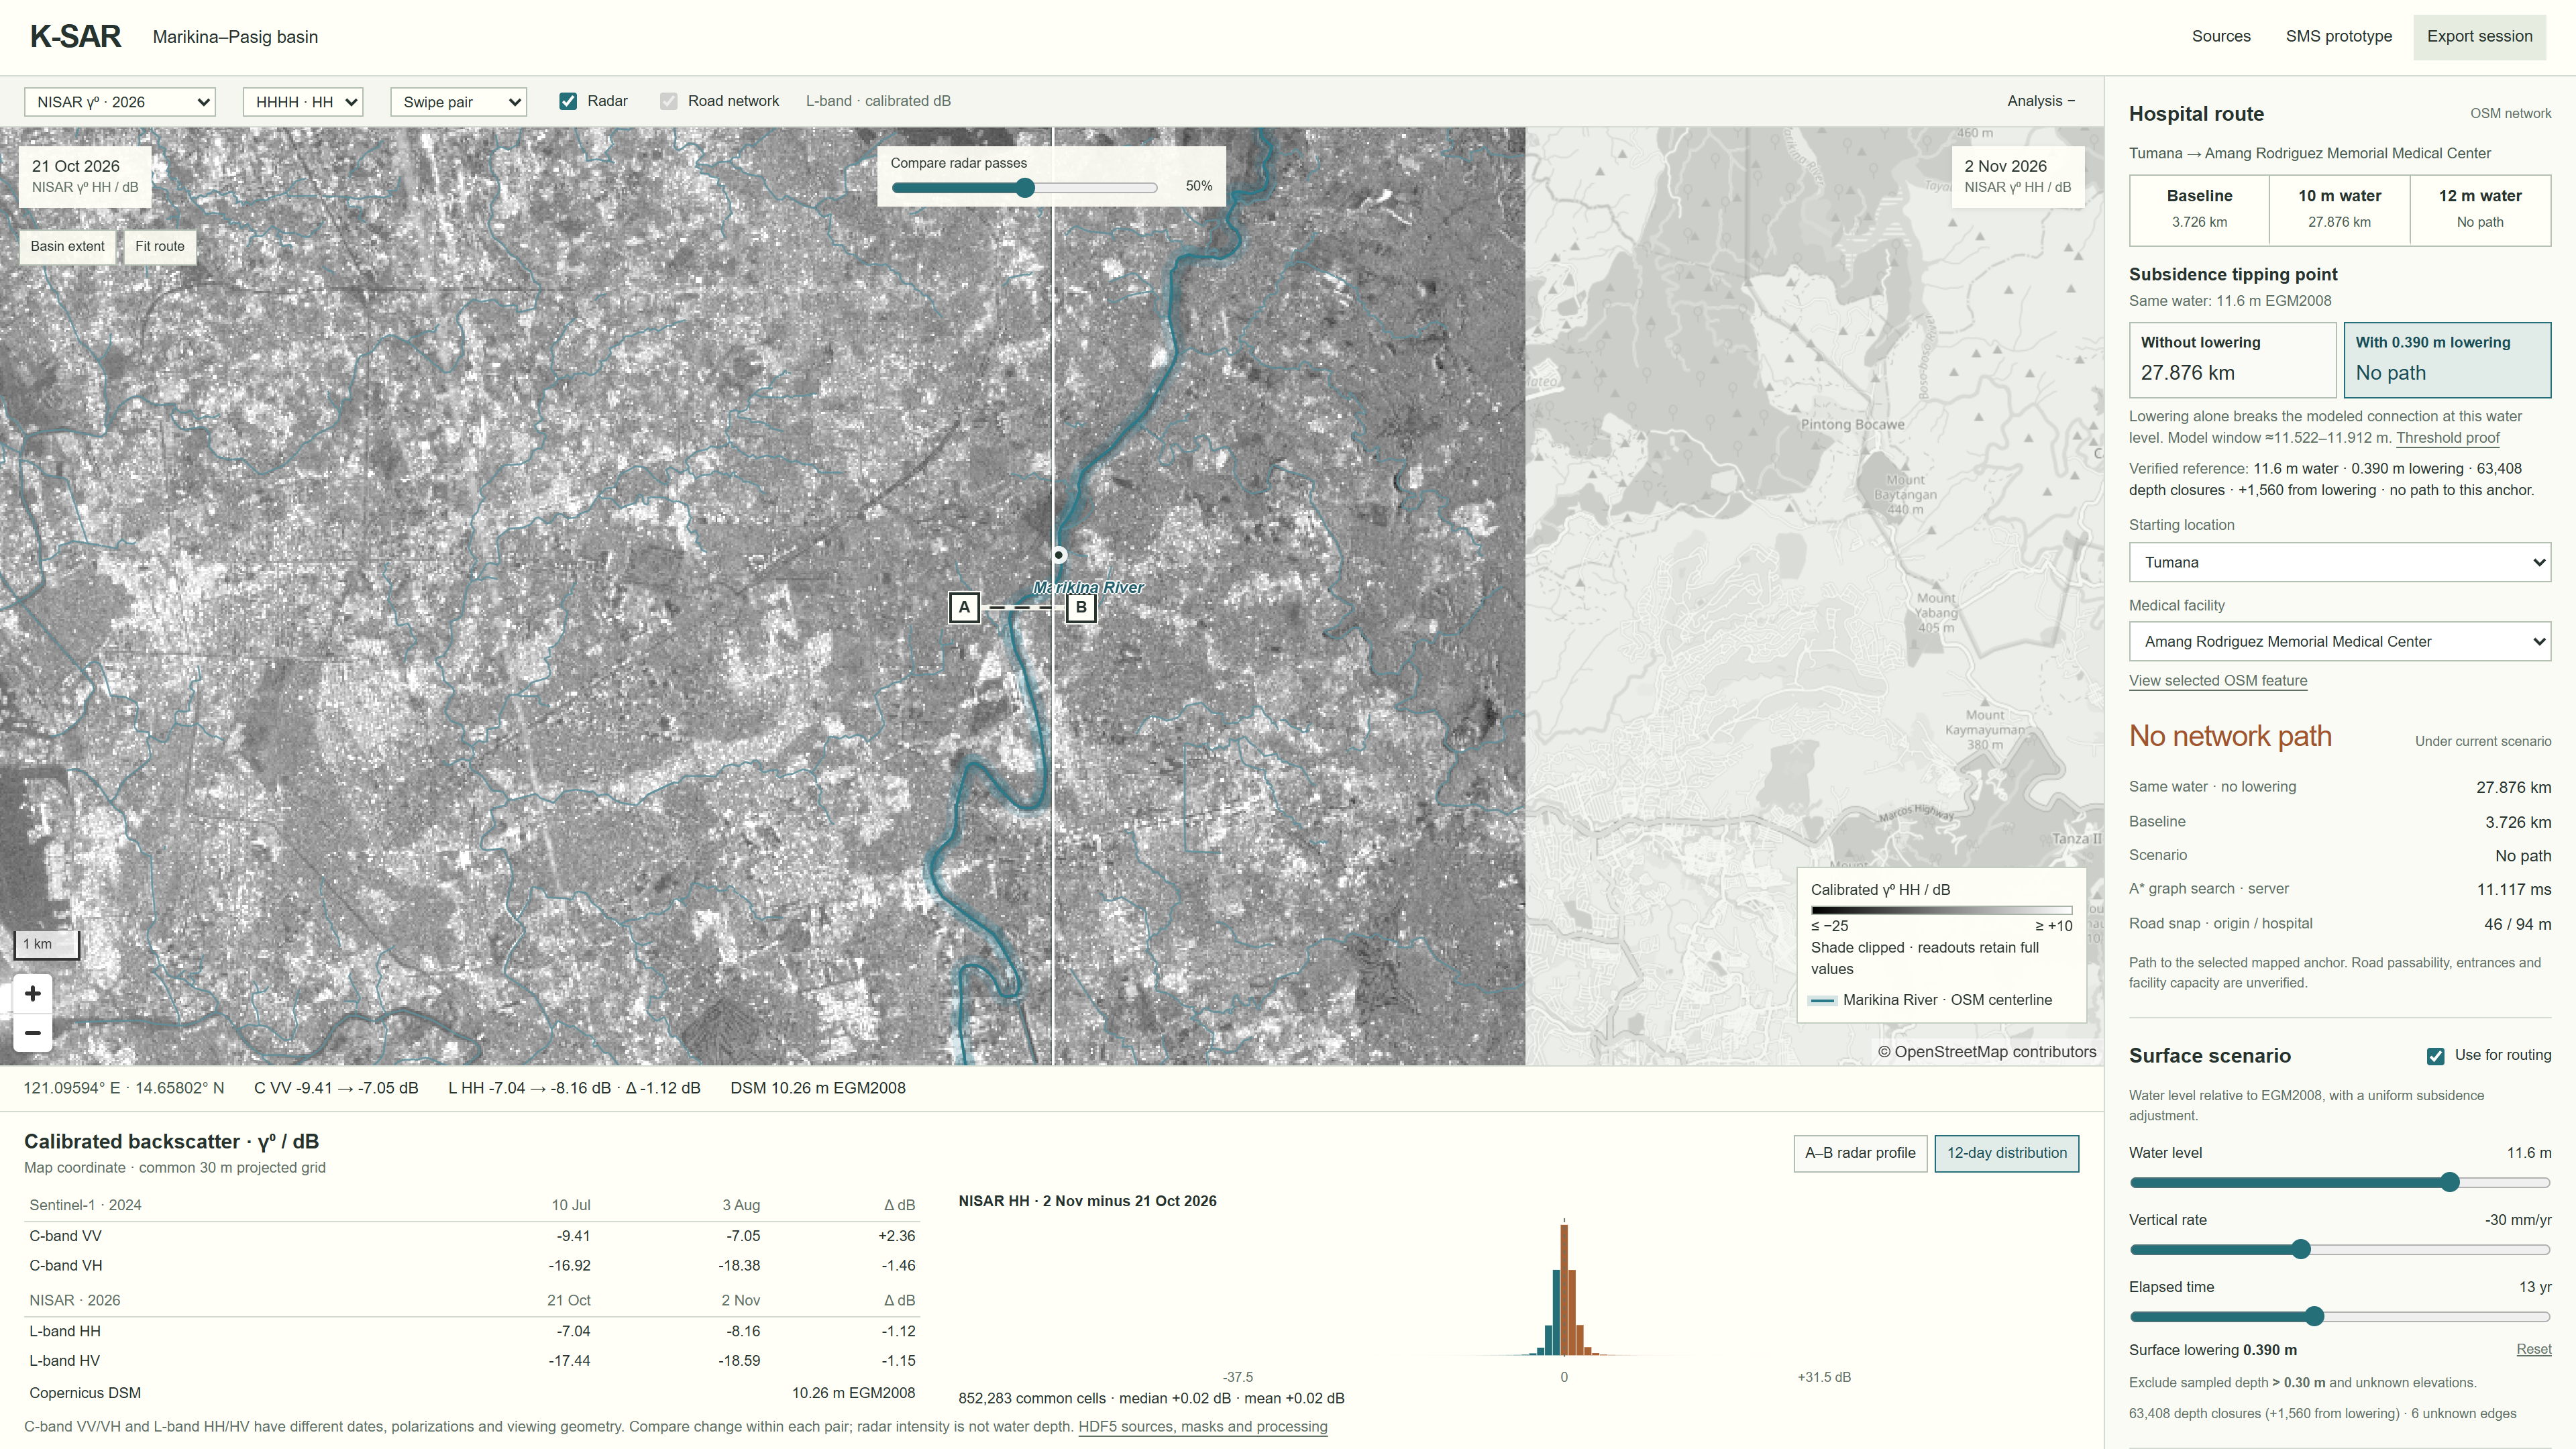 K-SAR
Marikina–Pasig basin
Sources
SMS prototype
Export session
NISAR γ⁰ · 2026
HHHH · HH
Swipe pair
Radar
Road network
L-band · calibrated dB
Analysis −
21 Oct 2026
NISAR γ⁰ HH / dB
Compare radar passes
50%
2 Nov 2026
NISAR γ⁰ HH / dB
Basin extent
Fit route
460 m
Marikina River
Boso-boso River
Pintong Bocawe
Mount
Baytangan
440 m
Mount
Yabang
405 m
Mount
Kaymayuman
380 m
Marcos Highway
Tanza II
Mount
Marikina River
A
B
1 km
+
−
Calibrated γ⁰ HH / dB
≤ −25
≥ +10
Shade clipped · readouts retain full
values
Marikina River · OSM centerline
© OpenStreetMap contributors
121.09594° E · 14.65802° N
C VV -9.41 → -7.05 dB
L HH -7.04 → -8.16 dB · Δ -1.12 dB
DSM 10.26 m EGM2008
Calibrated backscatter · γ⁰ / dB
Map coordinate · common 30 m projected grid
A–B radar profile
12-day distribution
Sentinel-1 · 2024 10 Jul 3 Aug Δ dB
C-band VV -9.41 -7.05 +2.36
C-band VH -16.92 -18.38 -1.46
NISAR · 2026 21 Oct 2 Nov Δ dB
L-band HH -7.04 -8.16 -1.12
L-band HV -17.44 -18.59 -1.15
Copernicus DSM 10.26 m EGM2008
NISAR HH · 2 Nov minus 21 Oct 2026
-37.5 0 +31.5 dB
852,283 common cells · median +0.02 dB · mean +0.02 dB
C-band VV/VH and L-band HH/HV have different dates, polarizations and viewing geometry. Compare change within each pair; radar intensity is not water depth. HDF5 sources, masks and processing
Hospital route
OSM network
Tumana → Amang Rodriguez Memorial Medical Center
Baseline
3.726 km
10 m water
27.876 km
12 m water
No path
Subsidence tipping point
Same water: 11.6 m EGM2008
Without lowering
27.876 km
With 0.390 m lowering
No path
Lowering alone breaks the modeled connection at this water
level. Model window ≈11.522–11.912 m. Threshold proof
Verified reference: 11.6 m water · 0.390 m lowering · 63,408
depth closures · +1,560 from lowering · no path to this anchor.
Starting location
Tumana
Medical facility
Amang Rodriguez Memorial Medical Center
View selected OSM feature
No network path
Under current scenario
Same water · no lowering 27.876 km
Baseline 3.726 km
Scenario No path
A* graph search · server 11.117 ms
Road snap · origin / hospital 46 / 94 m
Path to the selected mapped anchor. Road passability, entrances and
facility capacity are unverified.
Surface scenario
Use for routing
Water level relative to EGM2008, with a uniform subsidence
adjustment.
Water level 11.6 m
Vertical rate -30 mm/yr
Elapsed time 13 yr
Surface lowering 0.390 m
Reset
Exclude sampled depth > 0.30 m and unknown elevations.
63,408 depth closures (+1,560 from lowering) · 6 unknown edges